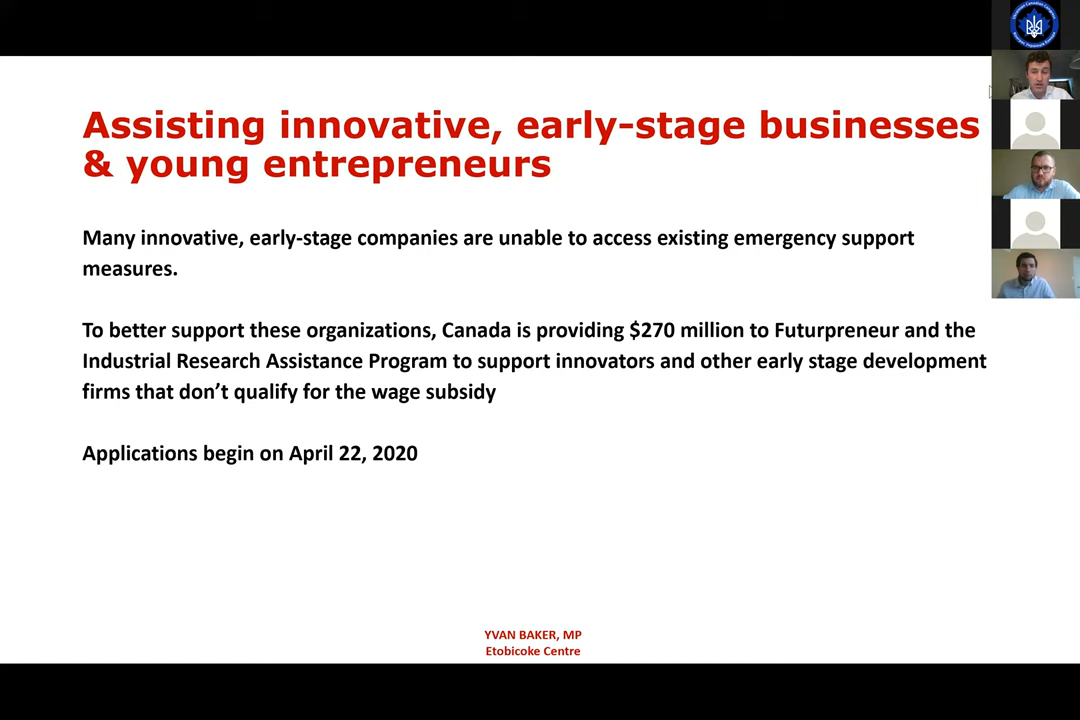 Assisting innovative, early-stage businesses
& young entrepreneurs
Many innovative, early-stage companies are unable to access existing emergency support
measures.
To better support these organizations, Canada is providing $270 million to Futurpreneur and the
Industrial Research Assistance Program to support innovators and other early stage development
firms that don’t qualify for the wage subsidy
Applications begin on April 22, 2020
YVAN BAKER, MP
Etobicoke Centre